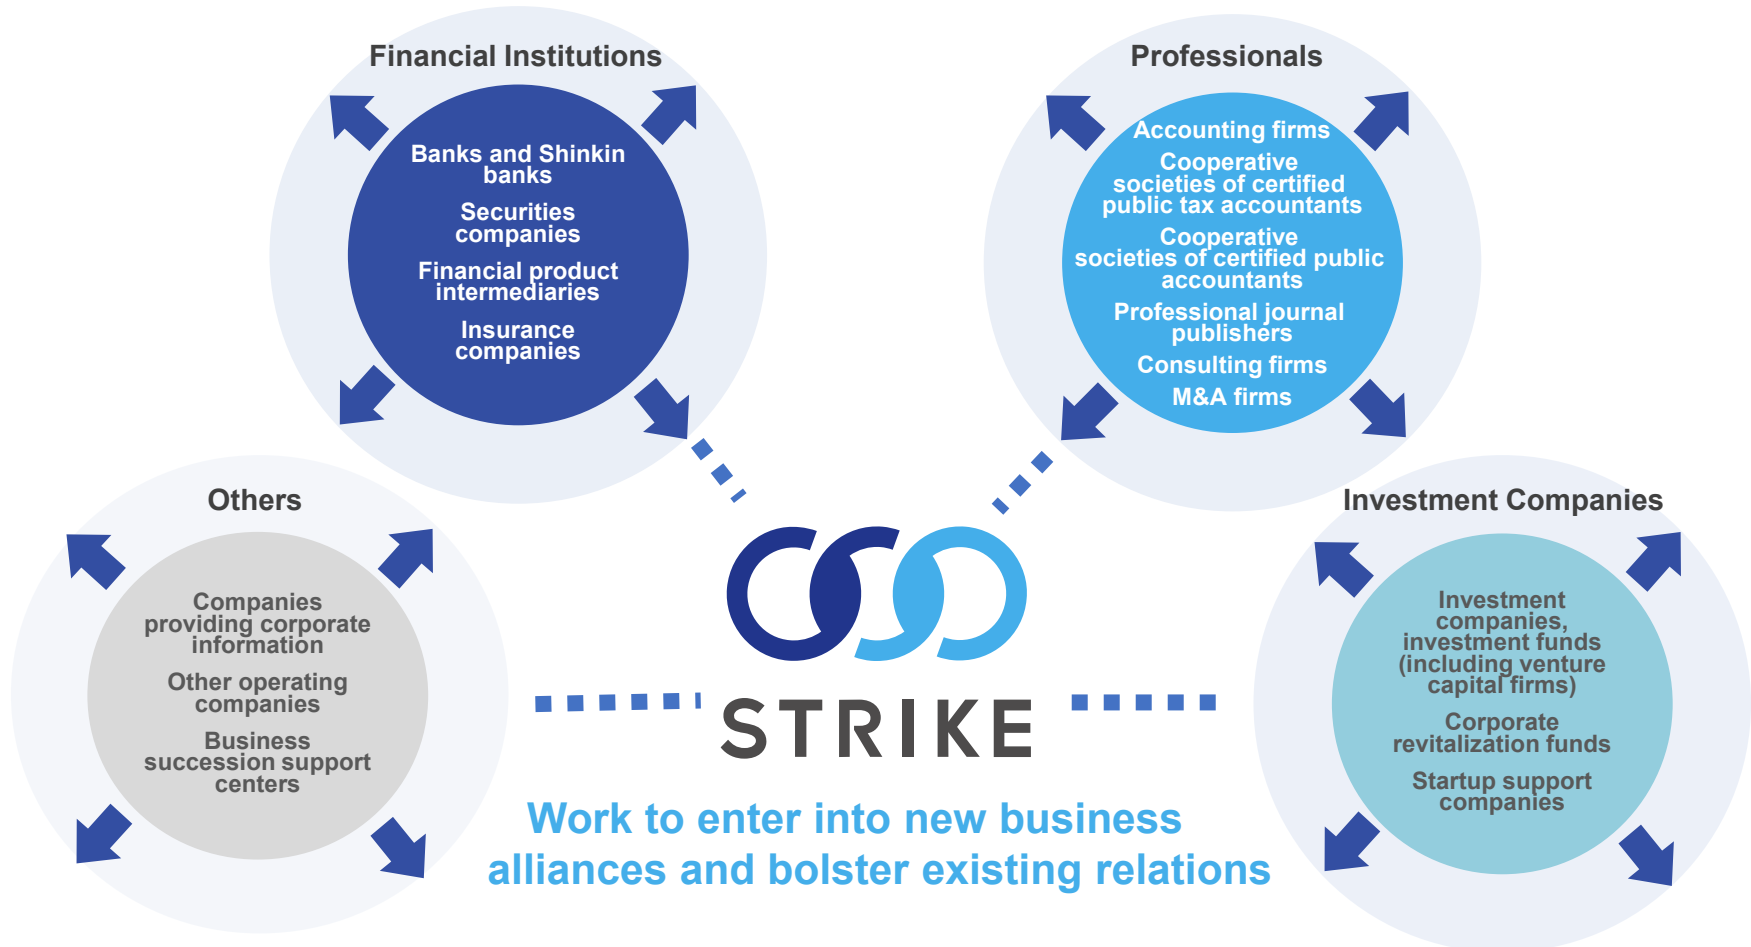 Financial Institutions
Banks and Shinkin
banks
Securities
companies
Financial product
intermediaries
Insurance
companies
Professionals
Accounting firms
Cooperative
societies of certified
public tax accountants
Cooperative
societies of certified public
accountants
Professional journal
publishers
Consulting firms
M&A firms
Others
Companies
providing corporate
information
Other operating
companies
Business
succession support
centers
STRIKE
Investment Companies
Investment
companies,
investment funds
(including venture
capital firms)
Corporate
revitalization funds
Startup support
companies
Work to enter into new business
alliances and bolster existing relations